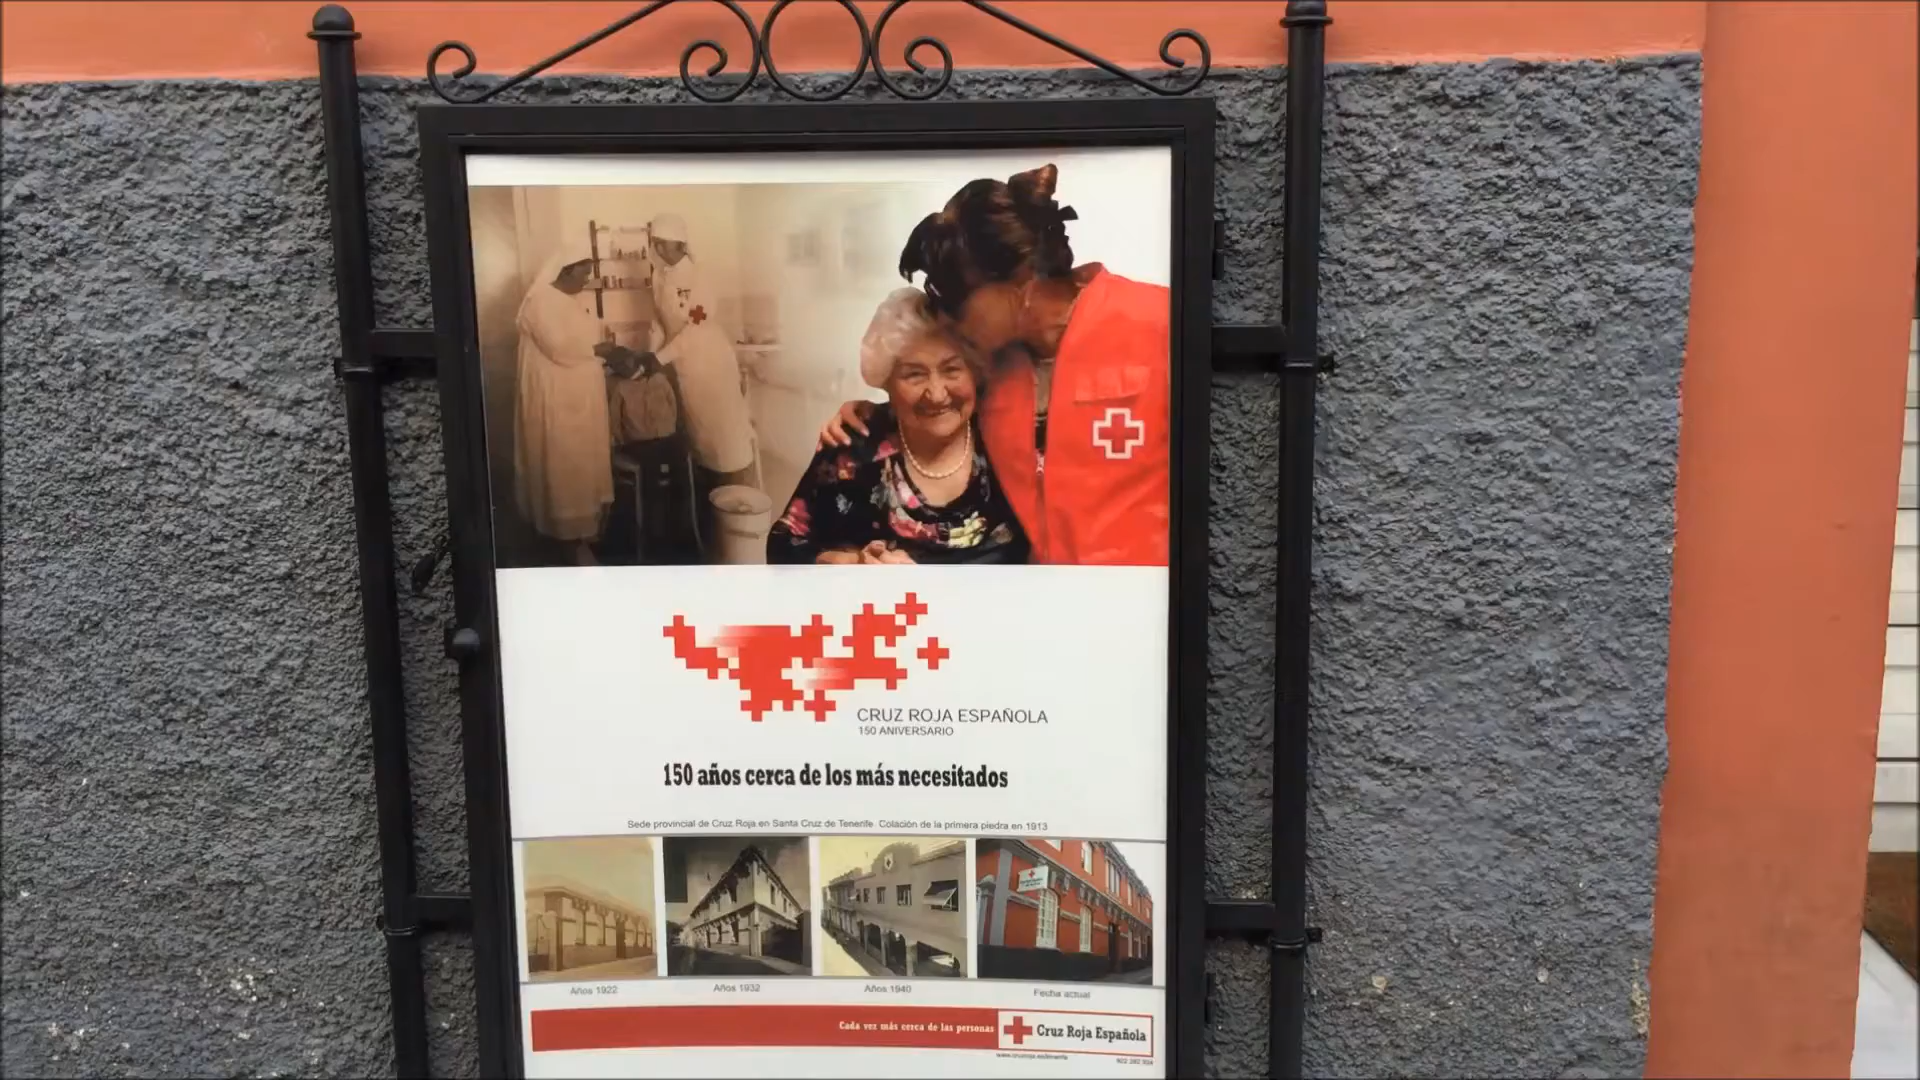 CRUZ ROJA ESPAÑOLA
150 ANIVERSARIO
150 años cerca de los más necesitados
Sede provincial de Cruz Roja en Santa Cruz de Tenerife. Colación de la primera piedra en 1913
Años 1922
Años 1932
Años 1940
Fecha actual
Cada vez más cerca de las personas
Cruz Roja Española